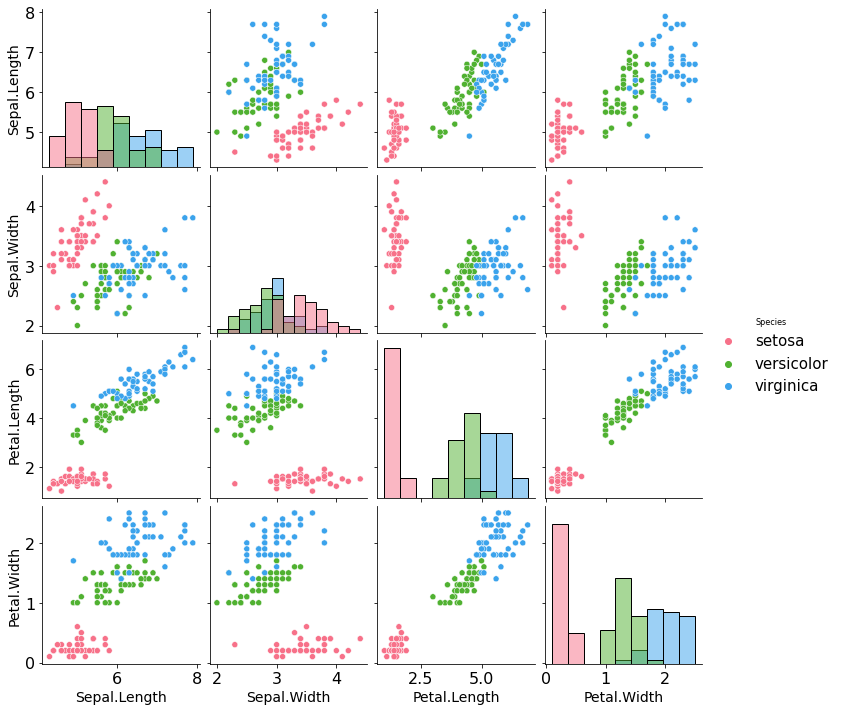 8
7
6
5
Sepal.Length
4
3
2
Sepal.Width
6
4
2
Petal.Length
2
1
0
Petal.Width
6 8
Sepal.Length
2 3 4
Sepal.Width
2.5 5.0
Petal.Length
0 1 2
Petal.Width
Species
setosa
versicolor
virginica